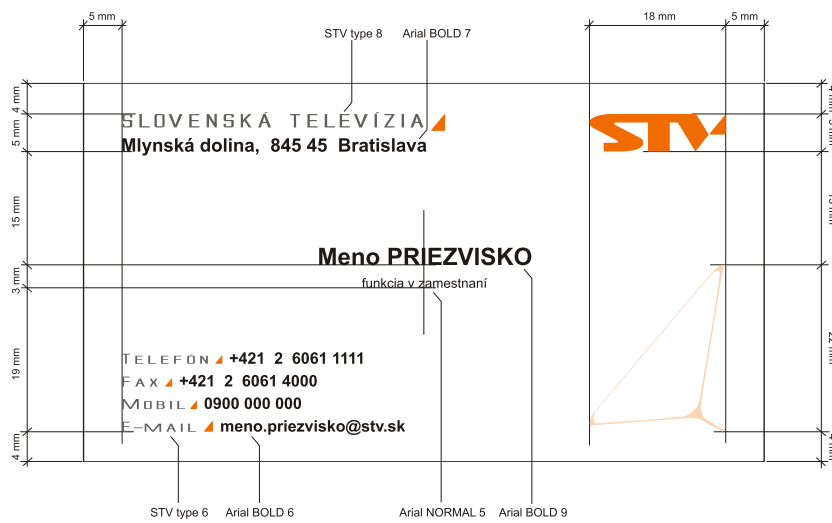 5 mm
18 mm
5 mm
STV type 8
Arial BOLD 7
4 mm
SLOVENSKÁ TELEVÍZIA
STV
5 mm
Mlynská dolina, 845 45 Bratislava
15 mm
Meno PRIEZVISKO
3 mm
funkcia v zamestnaní
19 mm
TELEFÓN +421 2 6061 1111
FAX +421 2 6061 4000
MOBIL 0900 000 000
E-MAIL meno.priezvisko@stv.sk
4 mm
STV type 6
Arial BOLD 6
Arial NORMAL 5
Arial BOLD 9